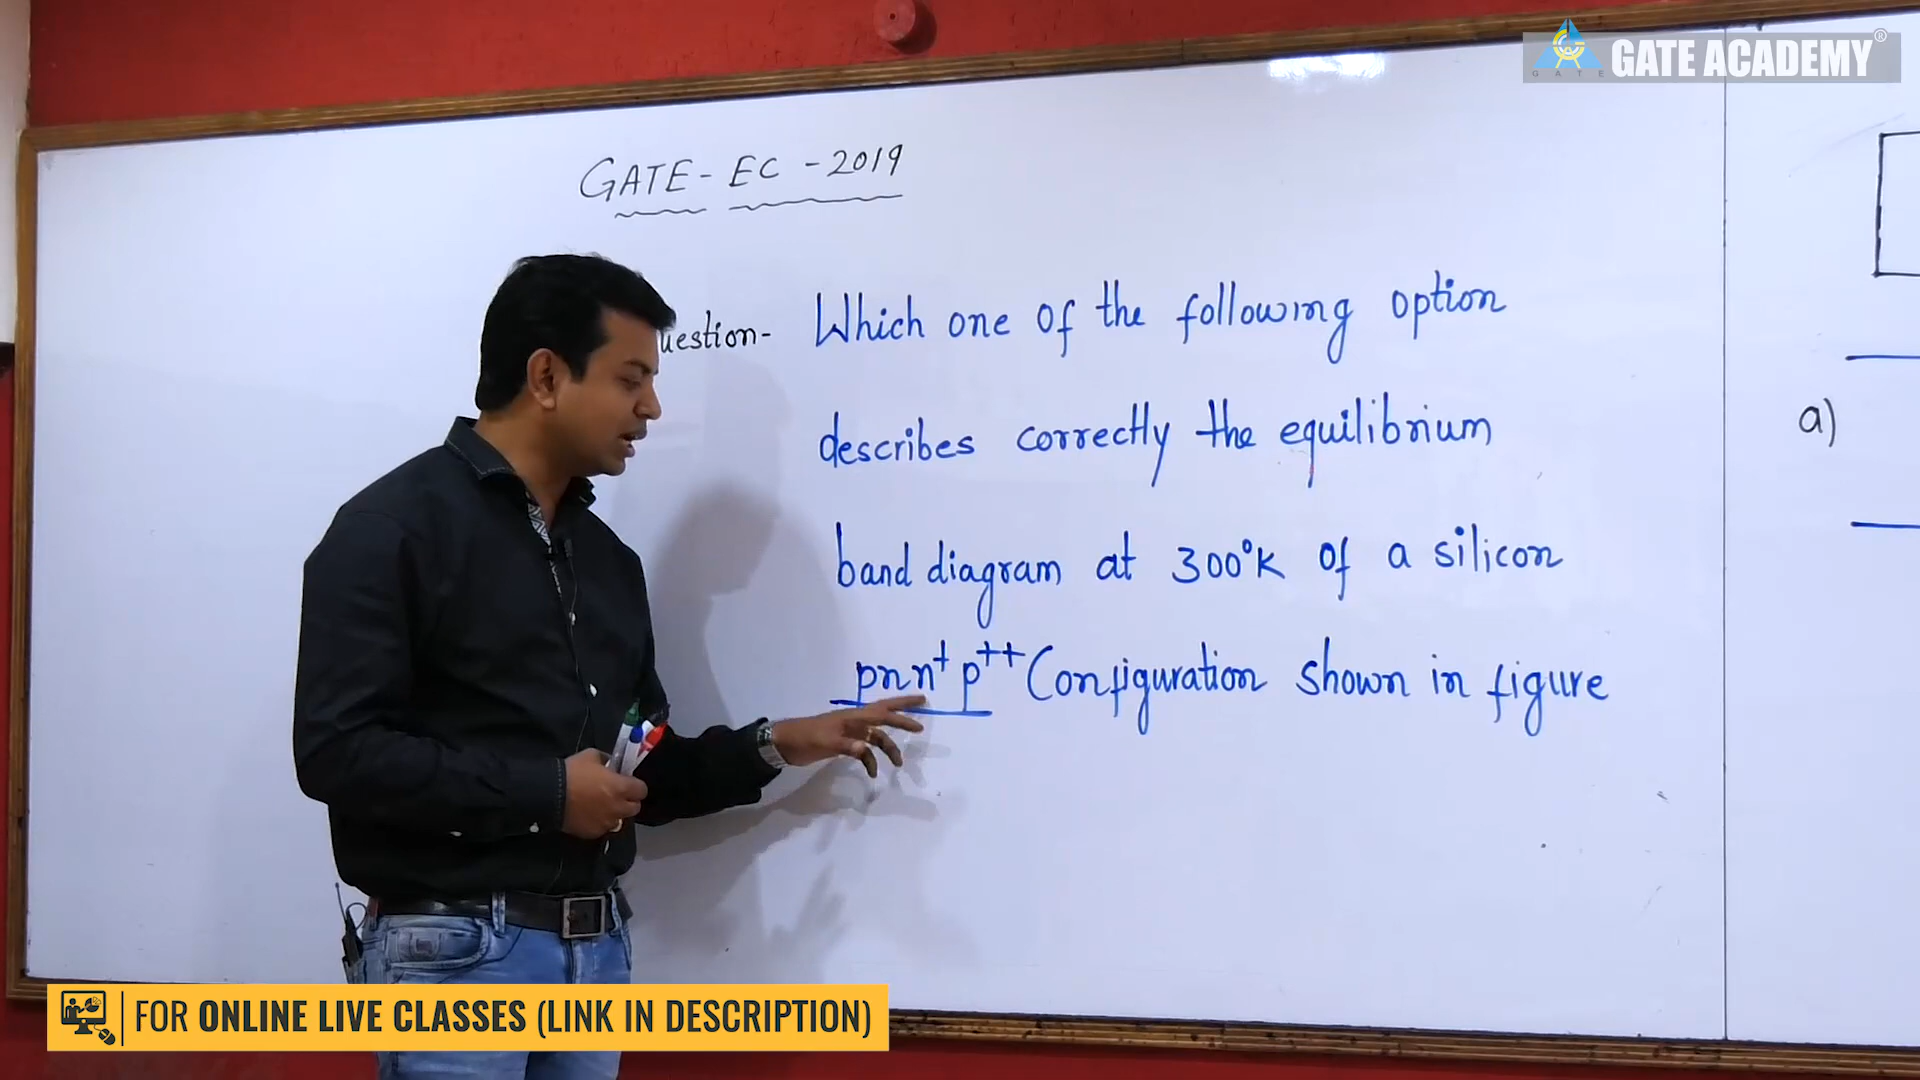 GATE ACADEMY®
GATE
GATE - EC - 2019
uestion- Which one of the following option
describes correctly the equilibrium
band diagram at 300°K of a silicon
pnn⁺p⁺⁺ Configuration shown in figure
a)
FOR ONLINE LIVE CLASSES (LINK IN DESCRIPTION)